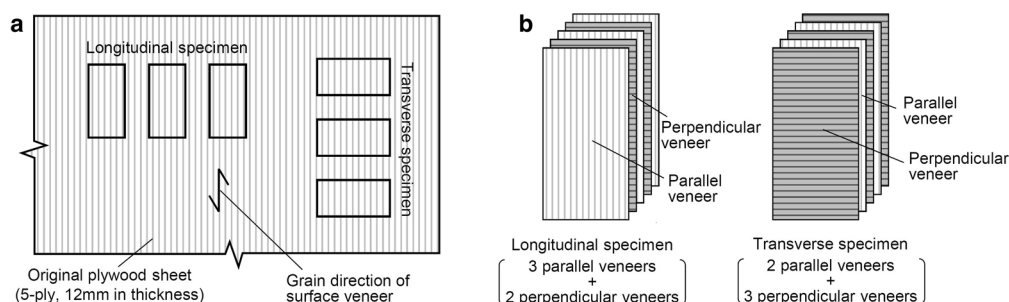 a
Longitudinal specimen
Transverse specimen
Original plywood sheet
(5-ply, 12mm in thickness)
Grain direction of
surface veneer
b
Perpendicular
veneer
Parallel
veneer
Longitudinal specimen
3 parallel veneers
+
2 perpendicular veneers
Parallel
veneer
Perpendicular
veneer
Transverse specimen
2 parallel veneers
+
3 perpendicular veneers